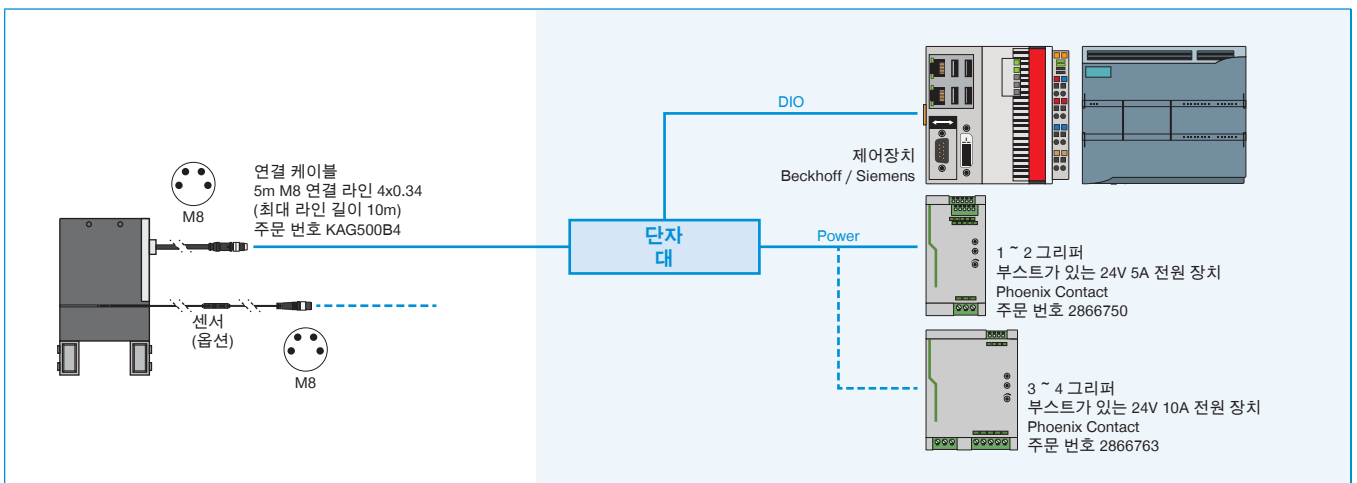 M8
연결 케이블
5m M8 연결 라인 4x0.34
(최대 라인 길이 10m)
주문 번호 KAG500B4
센서
(옵션)
M8
단자
대
DIO
제어장치
Beckhoff / Siemens
Power
1 ~ 2 그리퍼
부스트가 있는 24V 5A 전원 장치
Phoenix Contact
주문 번호 2866750
3 ~ 4 그리퍼
부스트가 있는 24V 10A 전원 장치
Phoenix Contact
주문 번호 2866763